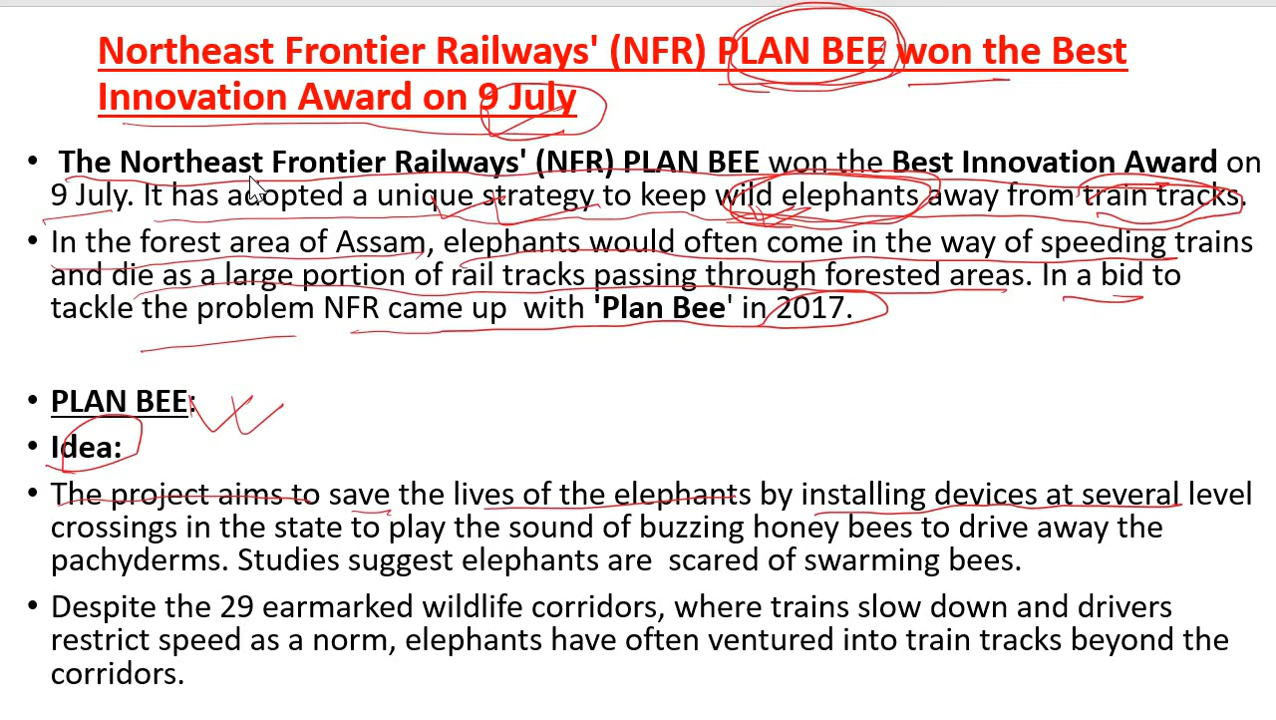 Northeast Frontier Railways' (NFR) PLAN BEE won the Best
Innovation Award on 9 July
• The Northeast Frontier Railways' (NFR) PLAN BEE won the Best Innovation Award on
9 July. It has adopted a unique strategy to keep wild elephants away from train tracks.
• In the forest area of Assam, elephants would often come in the way of speeding trains
and die as a large portion of rail tracks passing through forested areas. In a bid to
tackle the problem NFR came up with 'Plan Bee' in 2017.
• PLAN BEE:
• Idea:
• The project aims to save the lives of the elephants by installing devices at several level
crossings in the state to play the sound of buzzing honey bees to drive away the
pachyderms. Studies suggest elephants are scared of swarming bees.
• Despite the 29 earmarked wildlife corridors, where trains slow down and drivers
restrict speed as a norm, elephants have often ventured into train tracks beyond the
corridors.